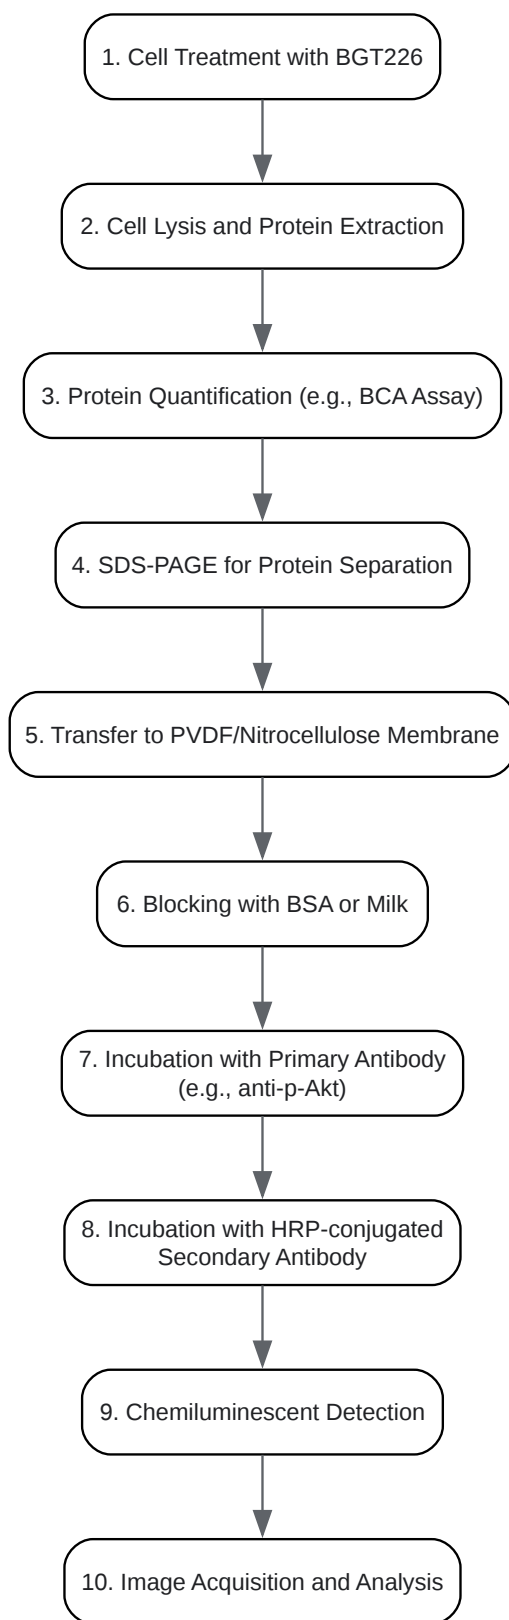 1. Cell Treatment with BGT226
2. Cell Lysis and Protein Extraction
3. Protein Quantification (e.g., BCA Assay)
4. SDS-PAGE for Protein Separation
5. Transfer to PVDF/Nitrocellulose Membrane
6. Blocking with BSA or Milk
7. Incubation with Primary Antibody
(e.g., anti-p-Akt)
8. Incubation with HRP-conjugated
Secondary Antibody
9. Chemiluminescent Detection
10. Image Acquisition and Analysis